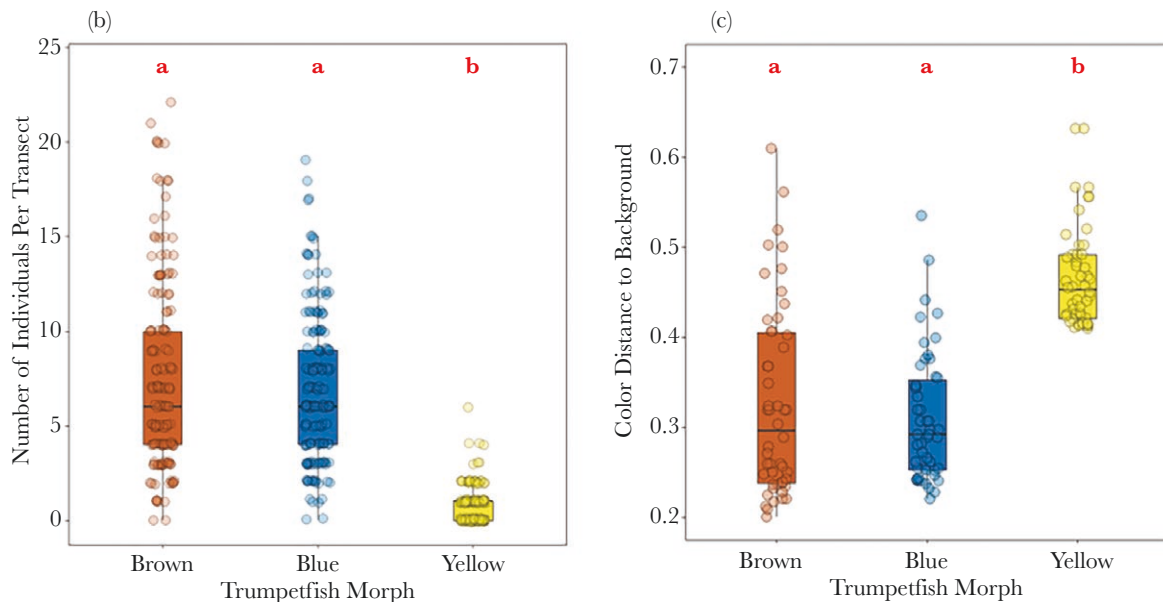 (b)
a a b
25
20
15
10
5
0
Number of Individuals Per Transect
Brown Blue Yellow
Trumpetfish Morph
(c)
a a b
0.7
0.6
0.5
0.4
0.3
0.2
Color Distance to Background
Brown Blue Yellow
Trumpetfish Morph